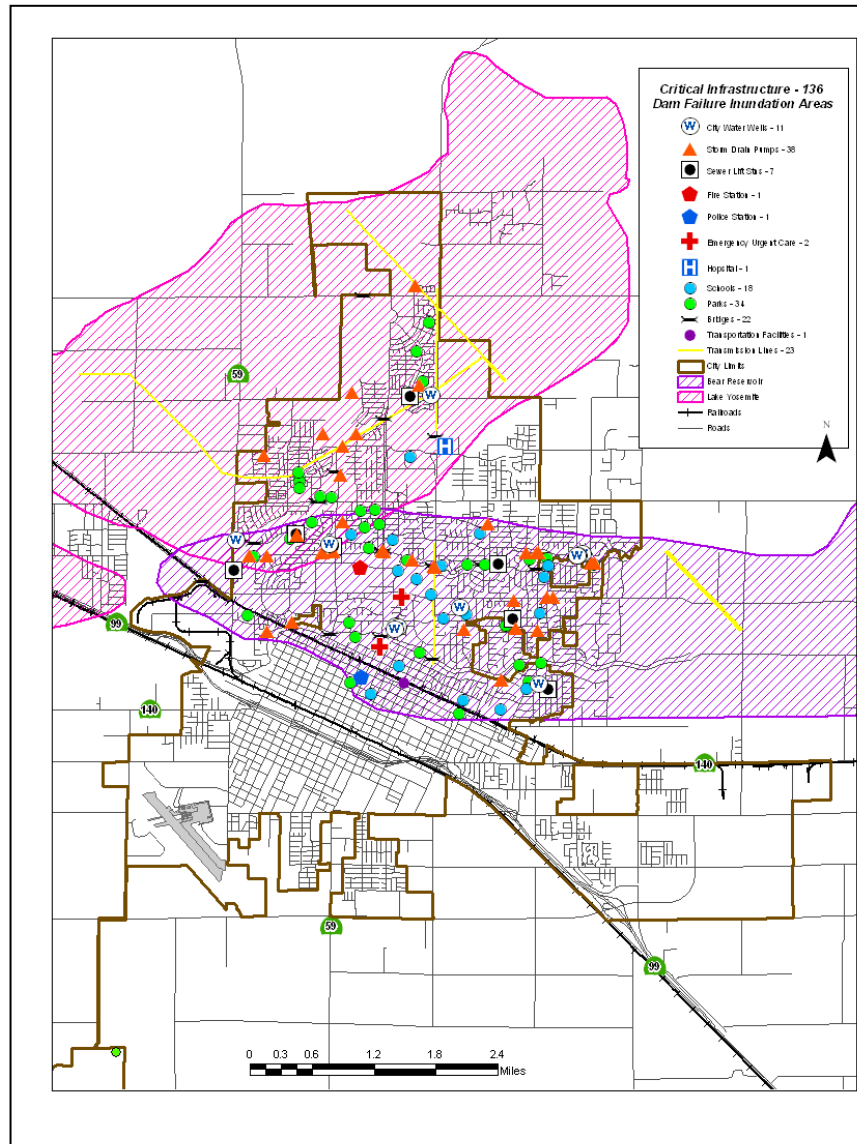 Critical Infrastructure - 136
Dam Failure Inundation Areas
W City Water Wells - 11
Storm Drain Pumps - 38
Sewer Lift Stns - 7
Fire Station - 1
Police Station - 1
Emergency Urgent Care - 2
H Hopsital - 1
Schools - 18
Parks - 34
Bridges - 22
Transportation Facilities - 1
Transmission Lines - 23
City Limits
Bear Reservoir
Lake Yosemite
Railroads
Roads
N
59
W
H
W
W
W
W
W
W
99
140
140
59
99
0 0.3 0.6 1.2 1.8 2.4
Miles